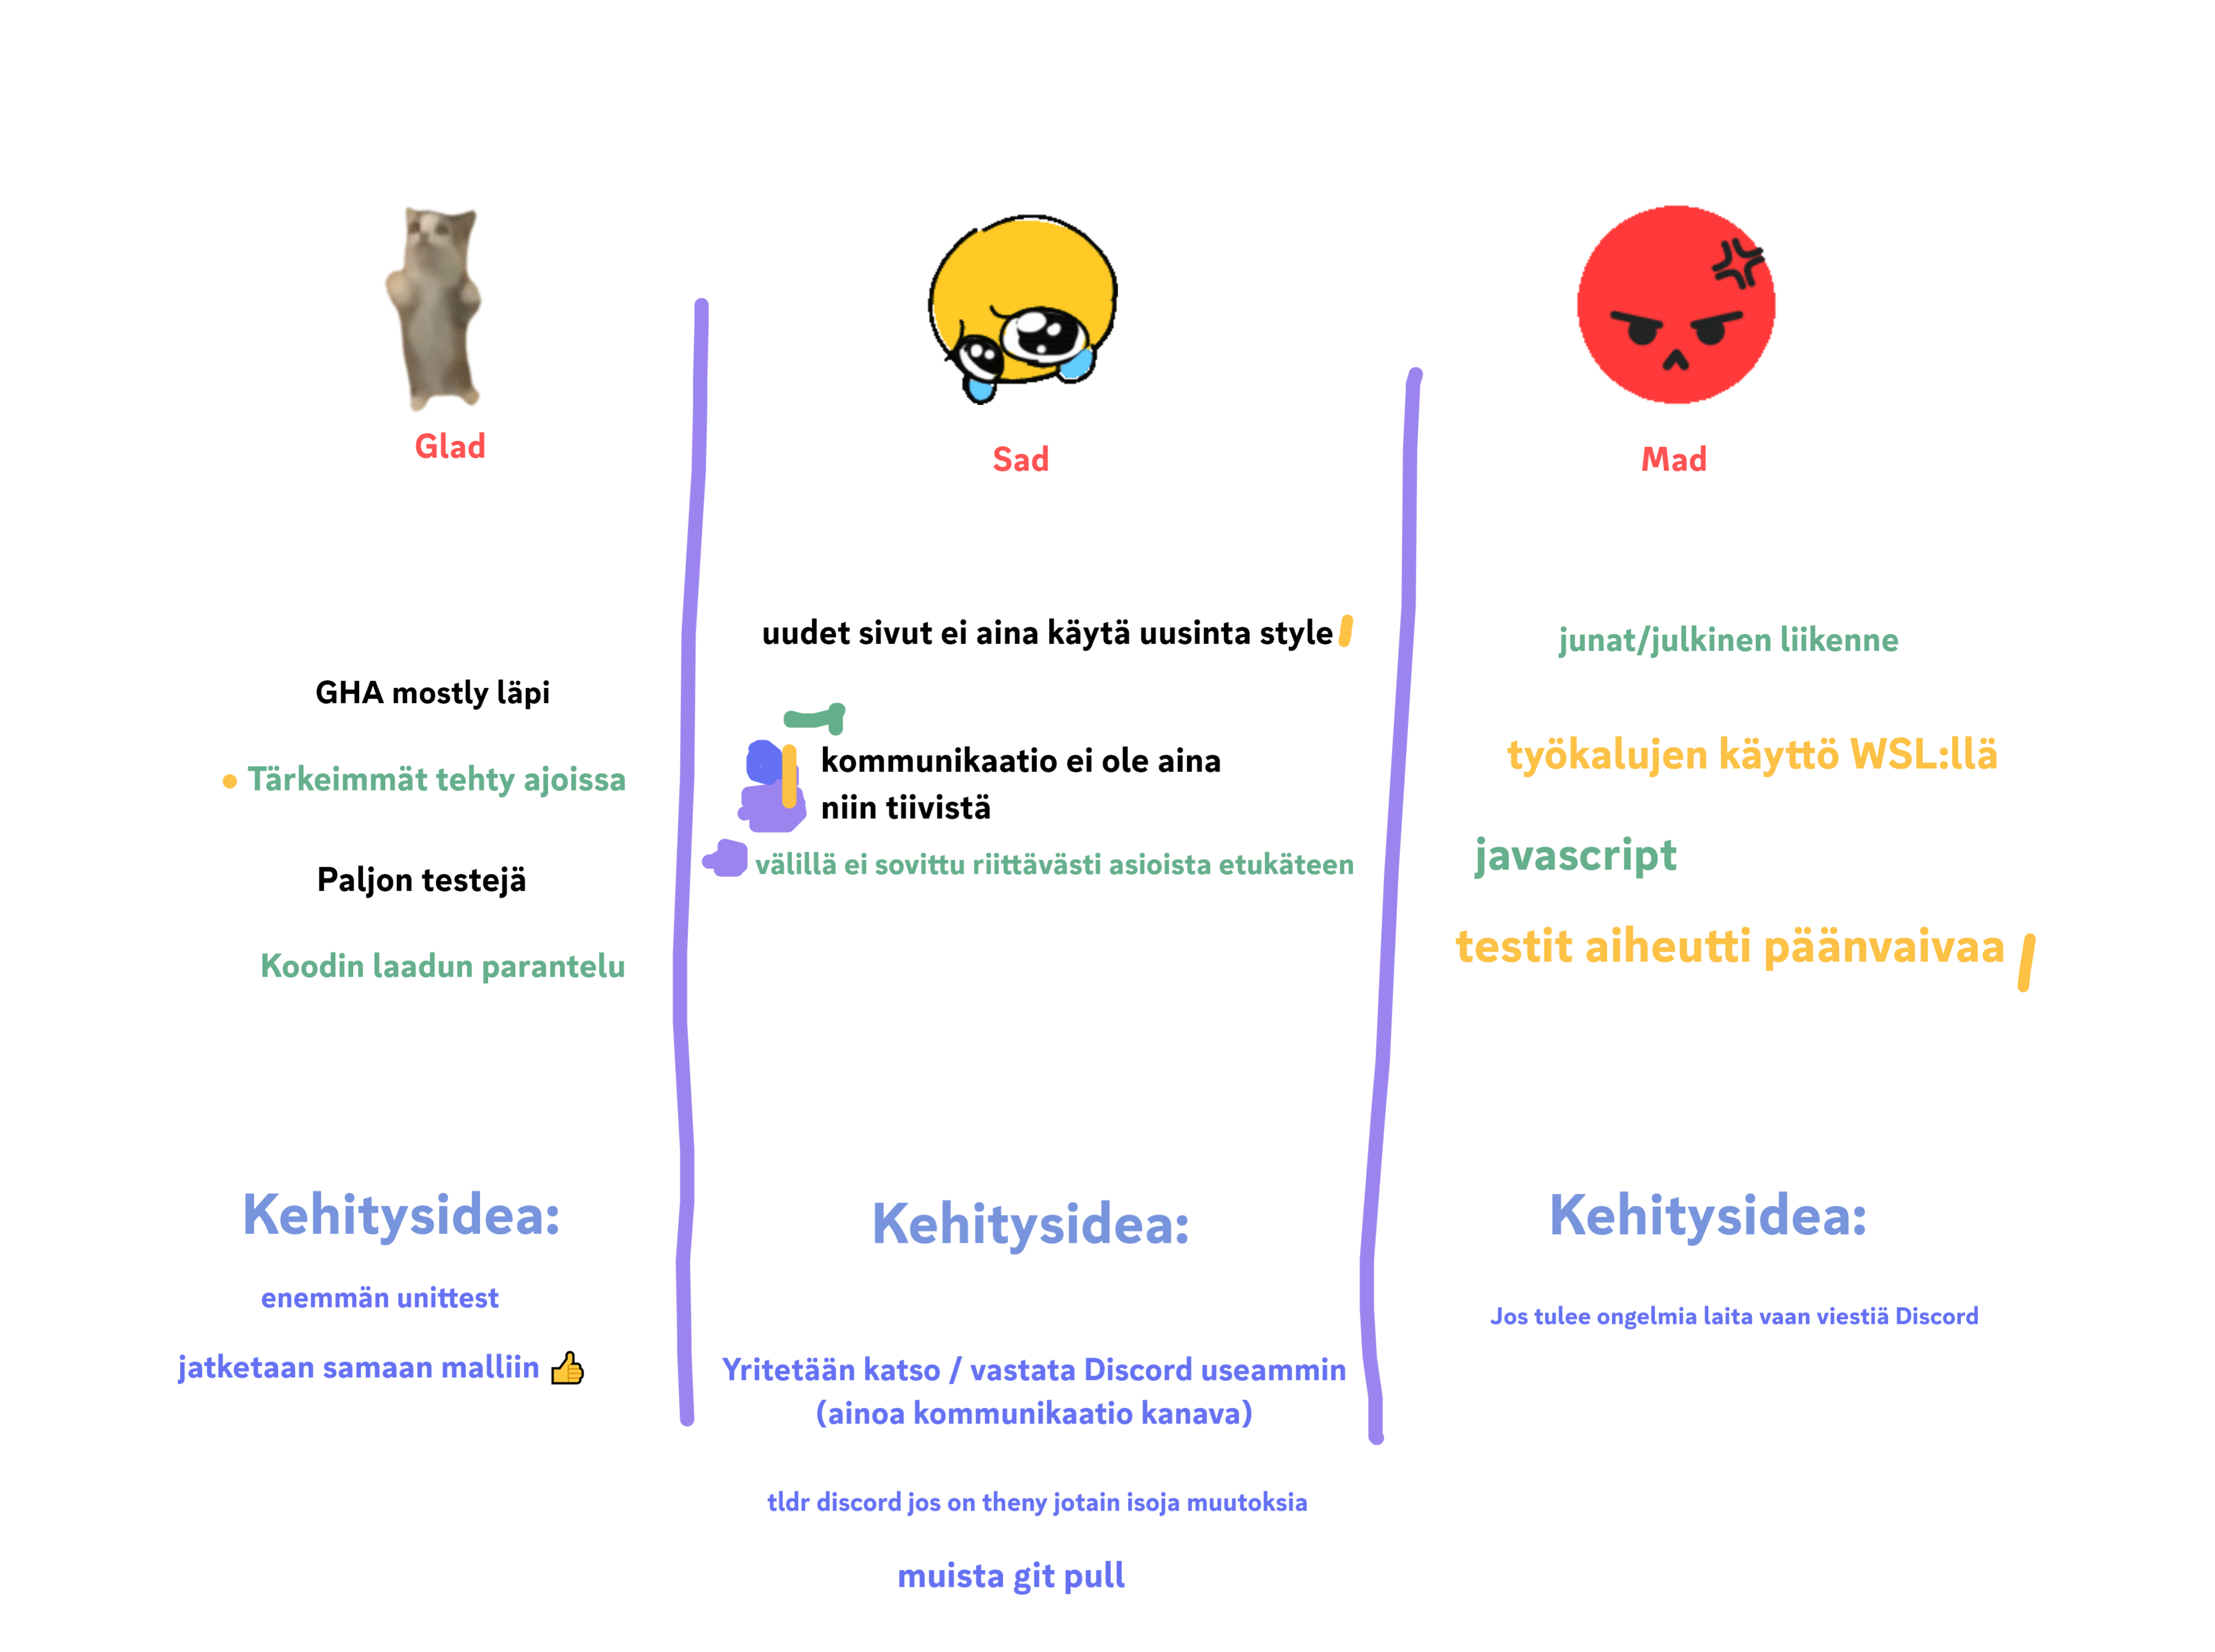 Glad
GHA mostly läpi
Tärkeimmät tehty ajoissa
Paljon testejä
Koodin laadun parantelu
Kehitysidea:
enemmän unittest
jatketaan samaan malliin 👍
Sad
uudet sivut ei aina käytä uusinta style
kommunikaatio ei ole aina
niin tiivistä
välillä ei sovittu riittävästi asioista etukäteen
Kehitysidea:
Yritetään katso / vastata Discord useammin
(ainoa kommunikaatio kanava)
tldr discord jos on theny jotain isoja muutoksia
muista git pull
Mad
junat/julkinen liikenne
työkalujen käyttö WSL:llä
javascript
testit aiheutti päänvaivaa
Kehitysidea:
Jos tulee ongelmia laita vaan viestiä Discord